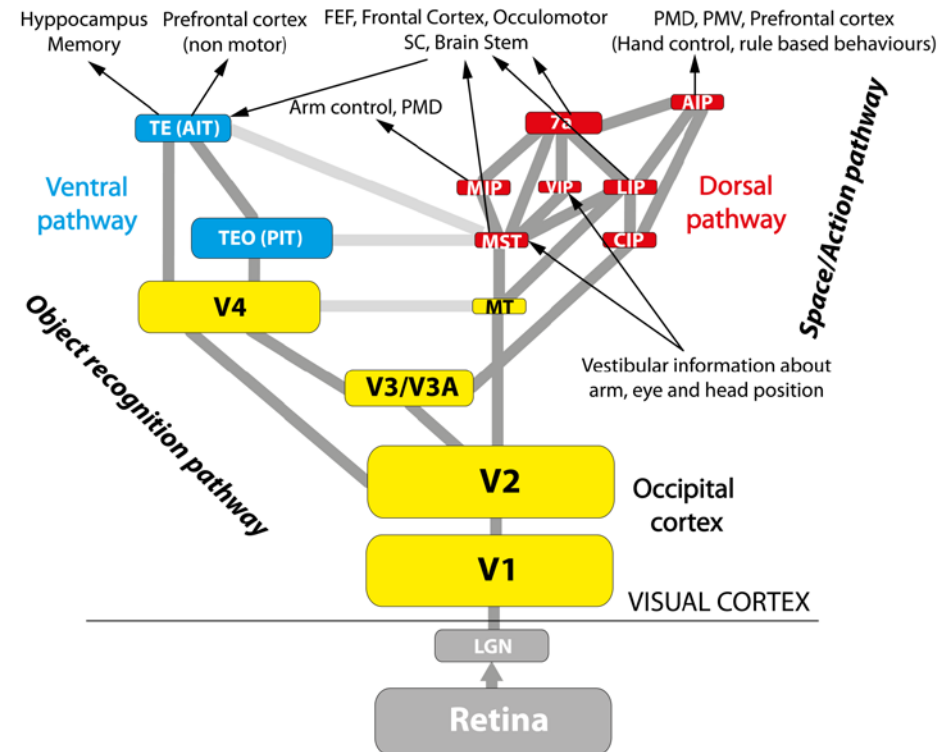 Hyppocampus
Memory
Prefrontal cortex
(non motor)
FEF, Frontal Cortex, Occulomotor
SC, Brain Stem
PMD, PMV, Prefrontal cortex
(Hand control, rule based behaviours)
Arm control, PMD
TE (AIT)
7a
AIP
Ventral
pathway
MIP
VIP
LIP
Dorsal
pathway
TEO (PIT)
MST
CIP
Space/Action pathway
V4
MT
Object recognition pathway
Vestibular information about
arm, eye and head position
V3/V3A
V2
Occipital
cortex
V1
VISUAL CORTEX
LGN
Retina